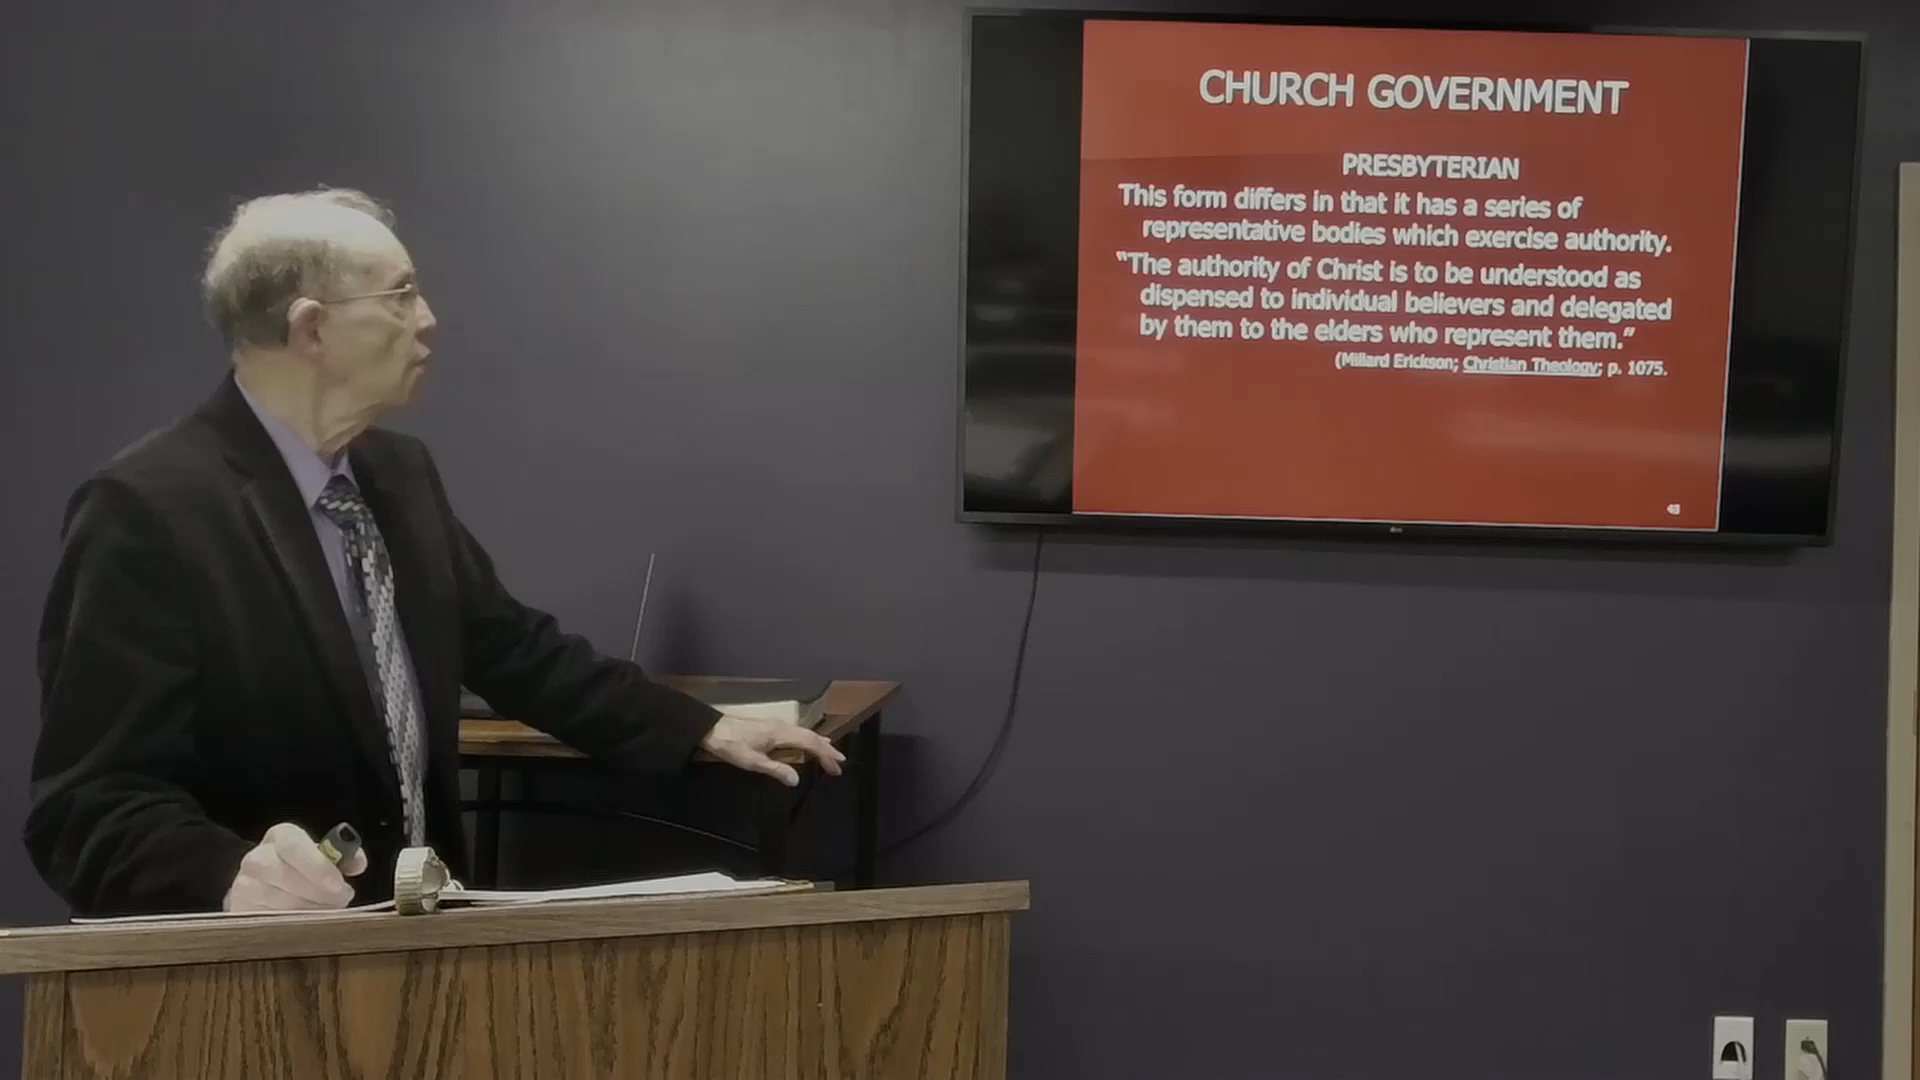 CHURCH GOVERNMENT
PRESBYTERIAN
This form differs in that it has a series of
representative bodies which exercise authority.
“The authority of Christ is to be understood as
dispensed to individual believers and delegated
by them to the elders who represent them.”
(Millard Erickson; Christian Theology; p. 1075.
48